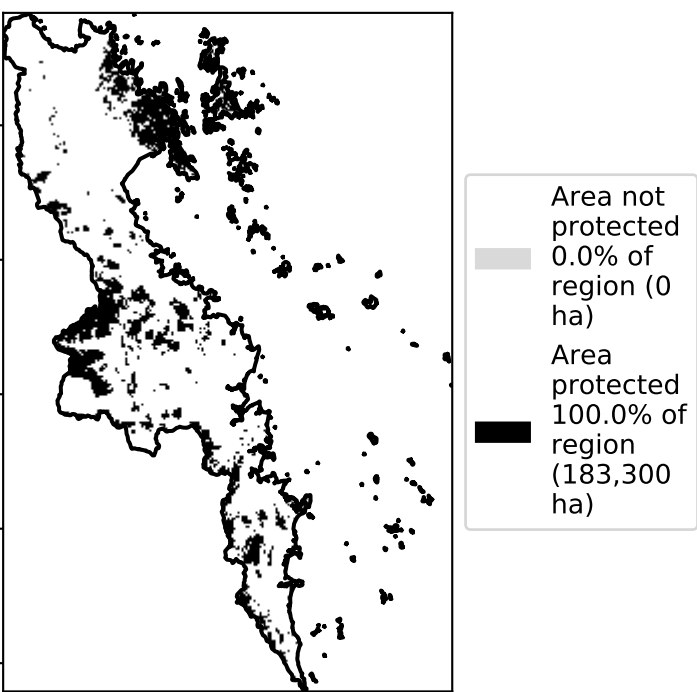 Area not
protected
0.0% of
region (0
ha)
Area
protected
100.0% of
region
(183,300
ha)